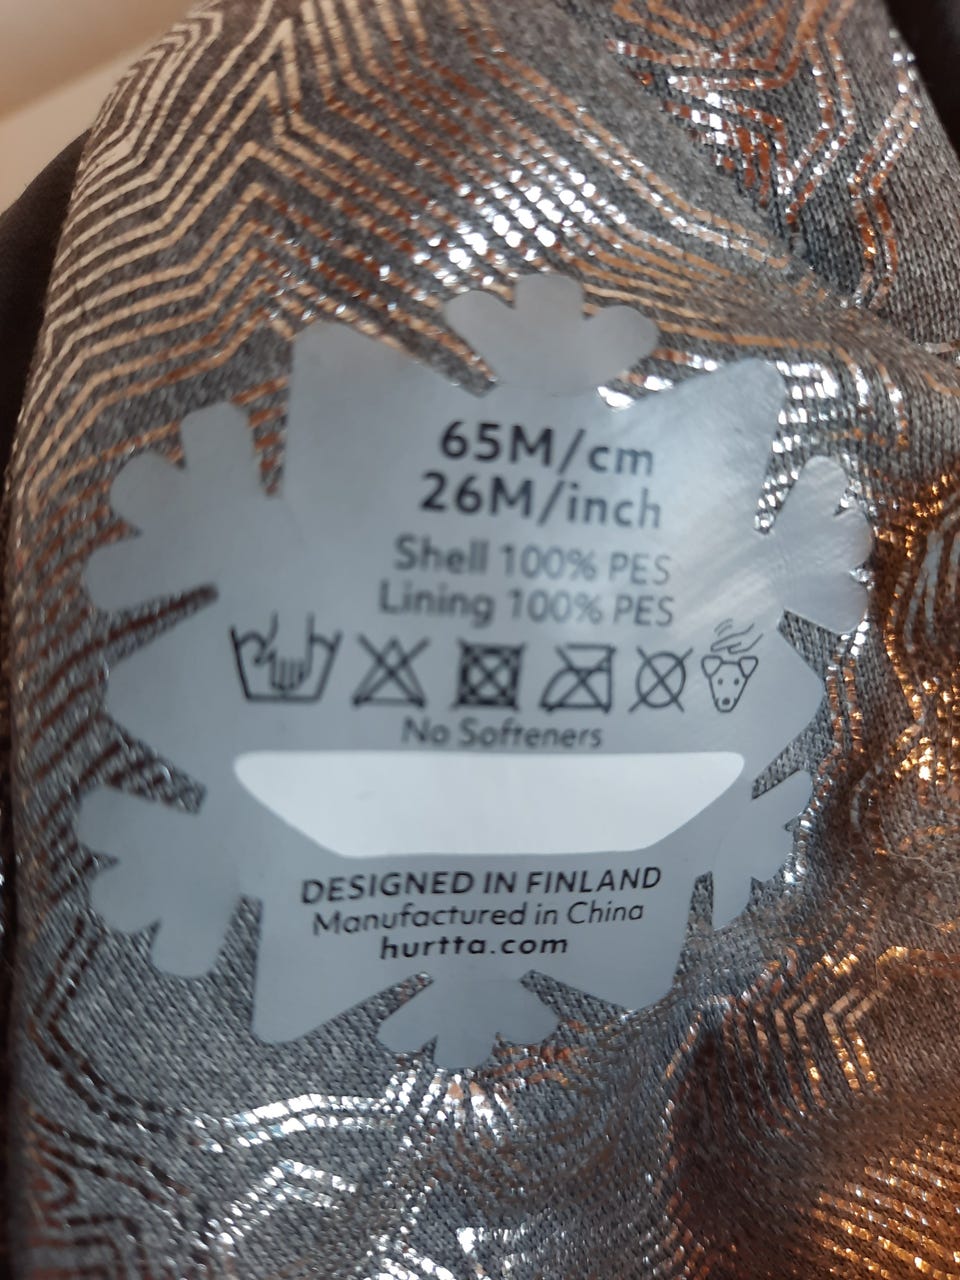 65M/cm
26M/inch
Shell 100% PES
Lining 100% PES
No Softeners
DESIGNED IN FINLAND
Manufactured in China
hurtta.com